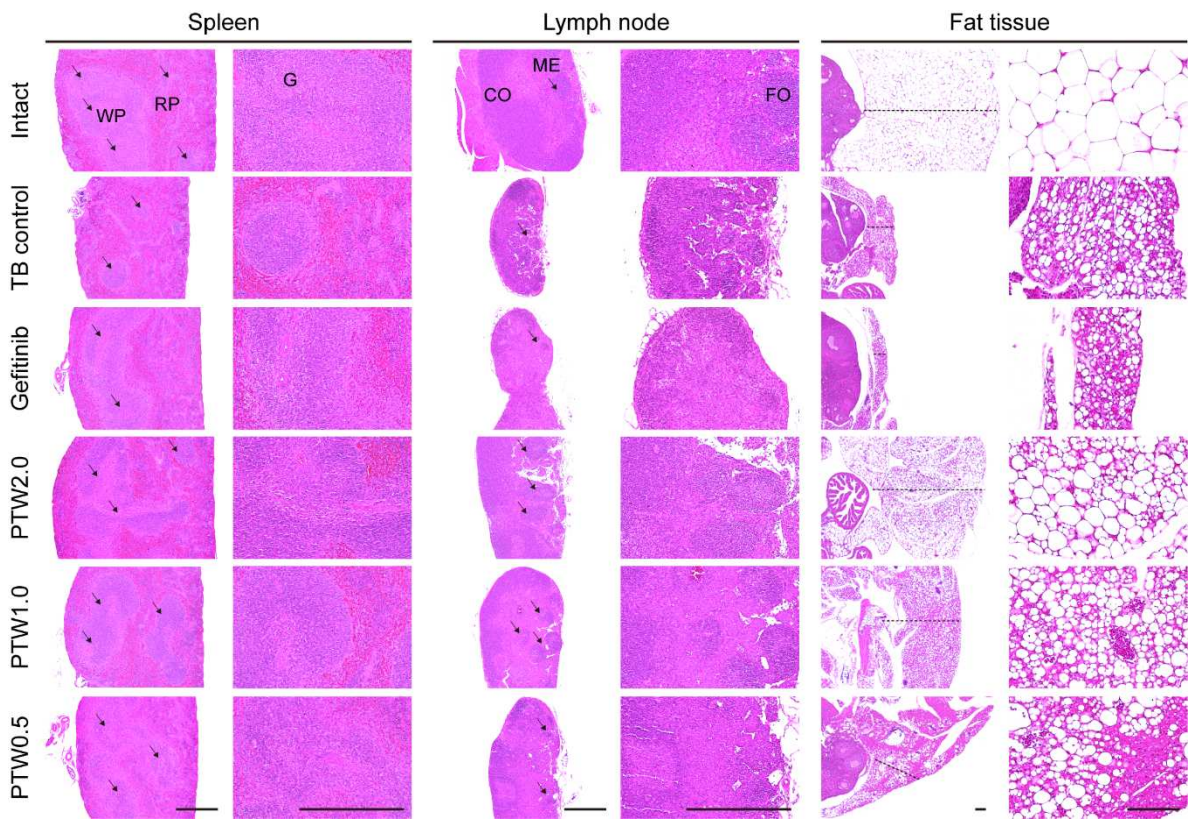 Spleen
Lymph node
Fat tissue
Intact
WP
RP
G
CO
ME
FO
TB control
Gefitinib
PTW2.0
PTW1.0
PTW0.5